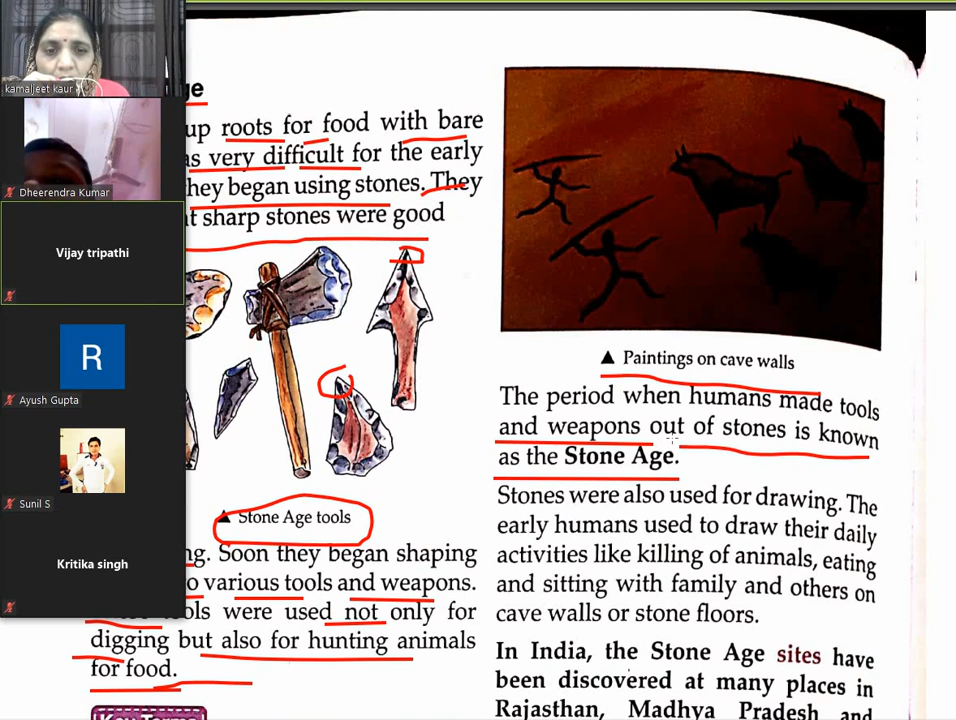 kamaljeet kaur
Dheerendra Kumar
Vijay tripathi
R
Ayush Gupta
Sunil S
Kritika singh
up roots for food with bare
very difficult for the early
they began using stones. They
sharp stones were good
▲ Stone Age tools
Soon they began shaping
various tools and weapons.
were used not only for
digging but also for hunting animals
for food.
Key Terms
▲ Paintings on cave walls
The period when humans made tools
and weapons out of stones is known
as the Stone Age.
Stones were also used for drawing. The
early humans used to draw their daily
activities like killing of animals, eating
and sitting with family and others on
cave walls or stone floors.
In India, the Stone Age sites have
been discovered at many places in
Rajasthan, Madhya Pradesh and